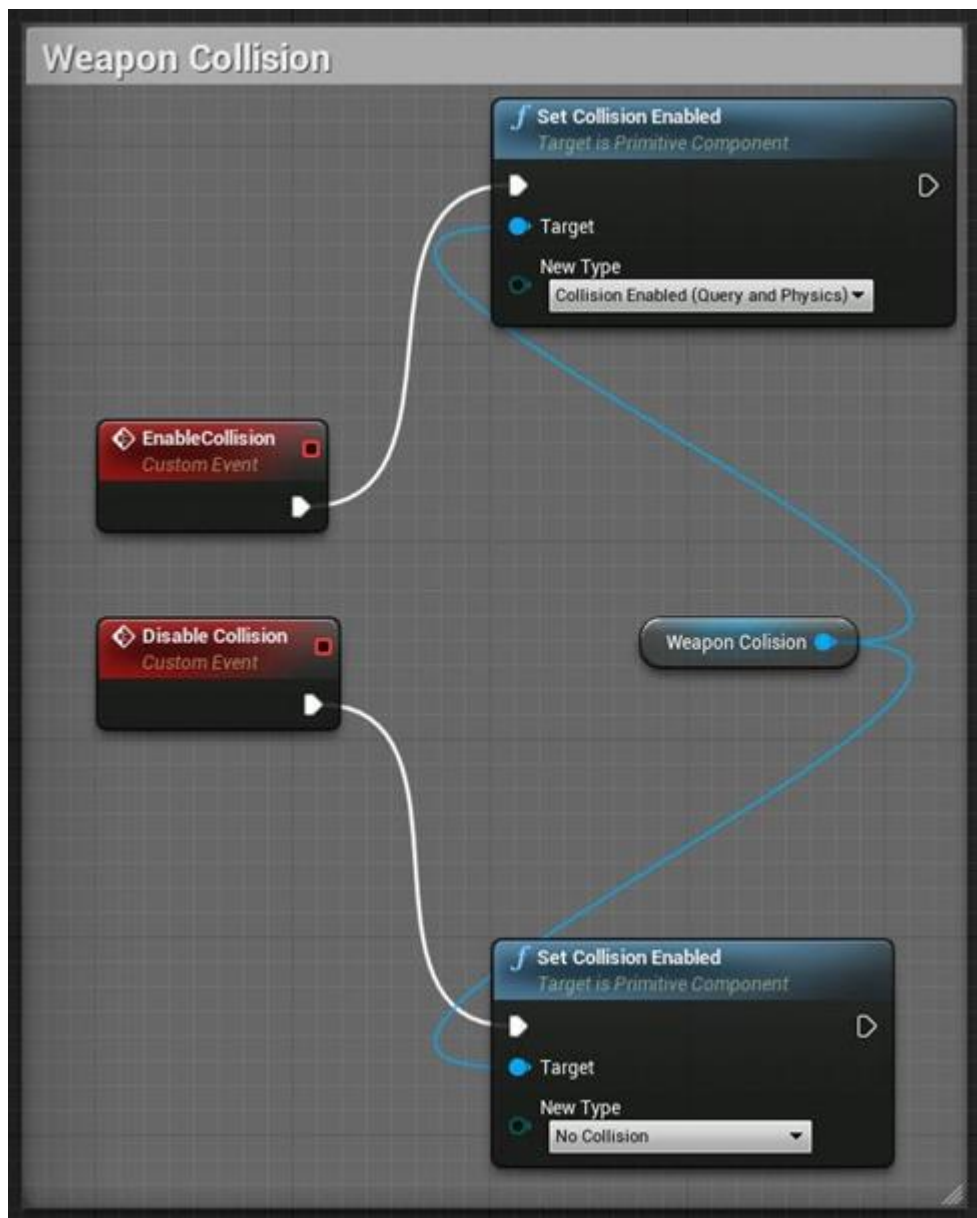 Weapon Collision
Set Collision Enabled
Target is Primitive Component
Target
New Type
Collision Enabled (Query and Physics)
EnableCollision
Custom Event
Disable Collision
Custom Event
Weapon Colision
Set Collision Enabled
Target is Primitive Component
Target
New Type
No Collision